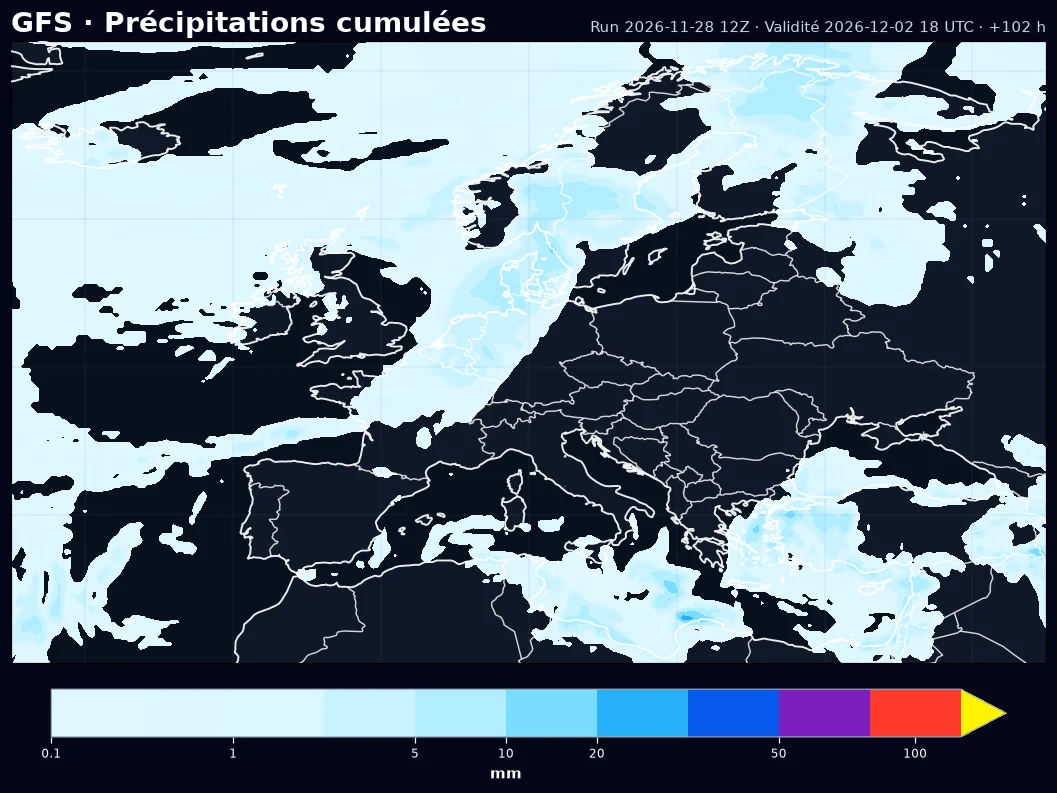 GFS · Précipitations cumulées
Run 2026-11-28 12Z · Validité 2026-12-02 18 UTC · +102 h
0.1 1 5 10 20 50 100
mm